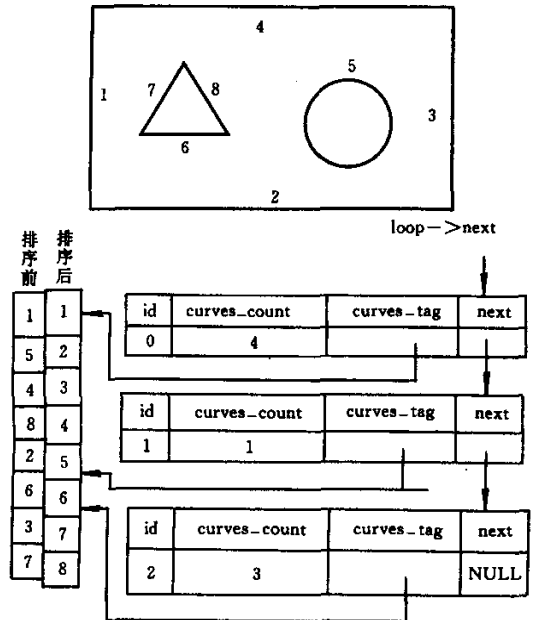 4
5
7
8
1
3
6
2
loop->next
排序前
排序后
1 1
5 2
4 3
8 4
2 5
6 6
3 7
7 8
id curves_count curves_tag next
0 4
id curves_count curves_tag next
1 1
id curves_count curves_tag next
2 3 NULL